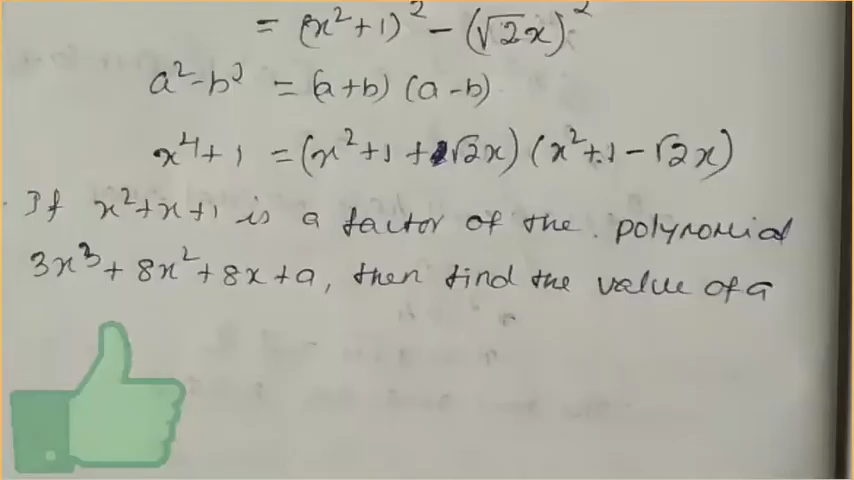 = (x²+1)² - (√2x)²
a²-b² = (a+b) (a-b)
x⁴+1 = (x²+1+√2x) (x²+1-√2x)
If x²+x+1 is a factor of the polynomial
3x³+8x²+8x+a, then find the value of a